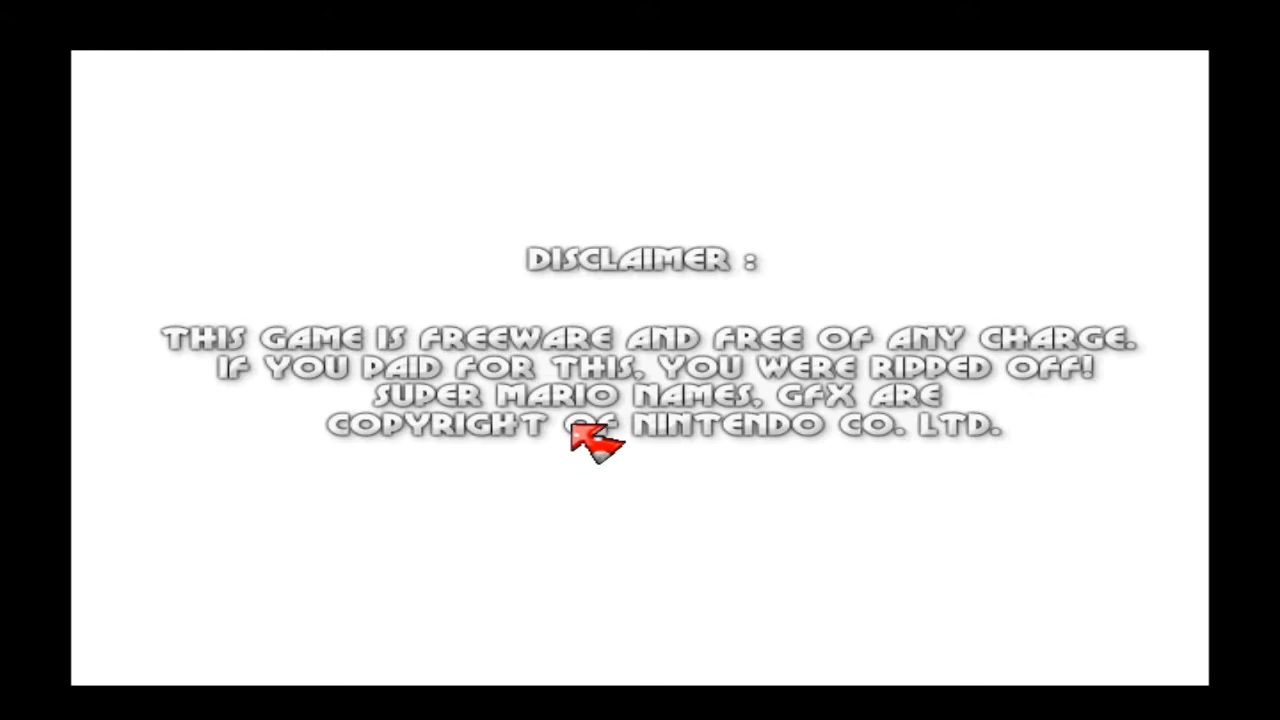 DISCLAIMER :
THIS GAME IS FREEWARE AND FREE OF ANY CHARGE.
IF YOU PAID FOR THIS, YOU WERE RIPPED OFF!
SUPER MARIO NAMES, GFX ARE
COPYRIGHT OF NINTENDO CO. LTD.